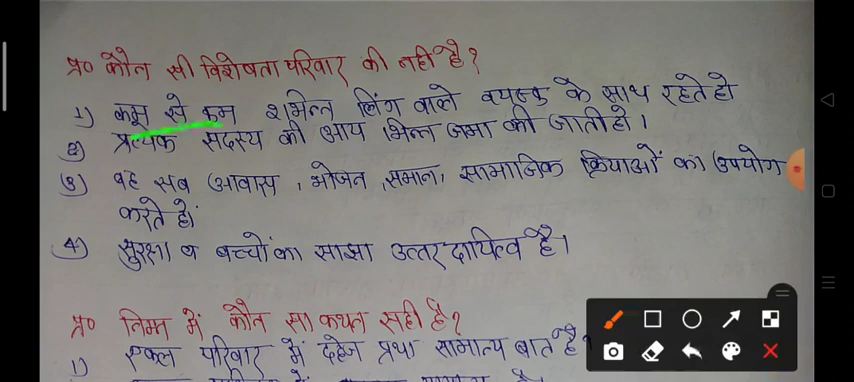 प्र० कौन सी विशेषता परिवार की नहीं है?
1) कम से कम 2 भिन्न लिंग वाले वयस्क के साथ रहते हो
2) प्रत्येक सदस्य की आय भिन्न जमा की जाती हो।
3) वह सब आवास, भोजन, समान, सामाजिक क्रियाओं का उपयोग
करते हों
4) सुरक्षा व बच्चों का साझा उत्तरदायित्व है।
प्र० निम्न में कौन सा कथन सही है?
1) एकल परिवार में दहेज प्रथा सामान्य बात है?